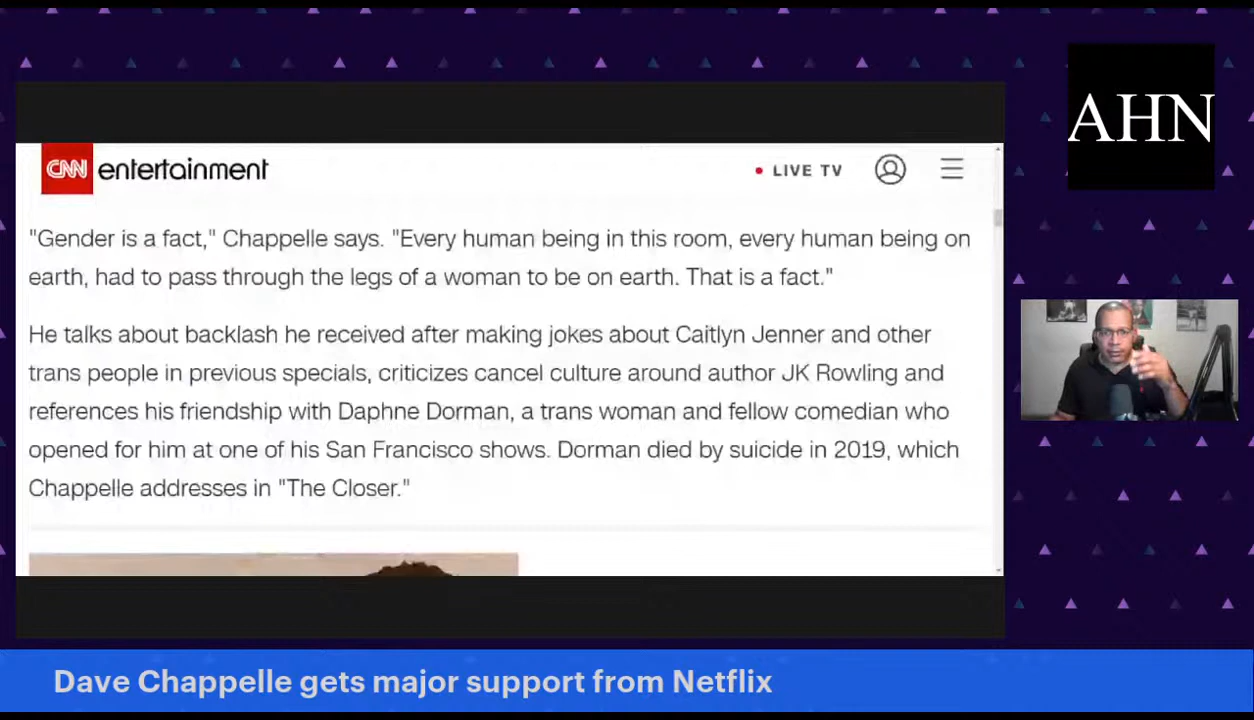 AHN
CNN entertainment
LIVE TV
"Gender is a fact," Chappelle says. "Every human being in this room, every human being on
earth, had to pass through the legs of a woman to be on earth. That is a fact."
He talks about backlash he received after making jokes about Caitlyn Jenner and other
trans people in previous specials, criticizes cancel culture around author JK Rowling and
references his friendship with Daphne Dorman, a trans woman and fellow comedian who
opened for him at one of his San Francisco shows. Dorman died by suicide in 2019, which
Chappelle addresses in "The Closer."
Dave Chappelle gets major support from Netflix